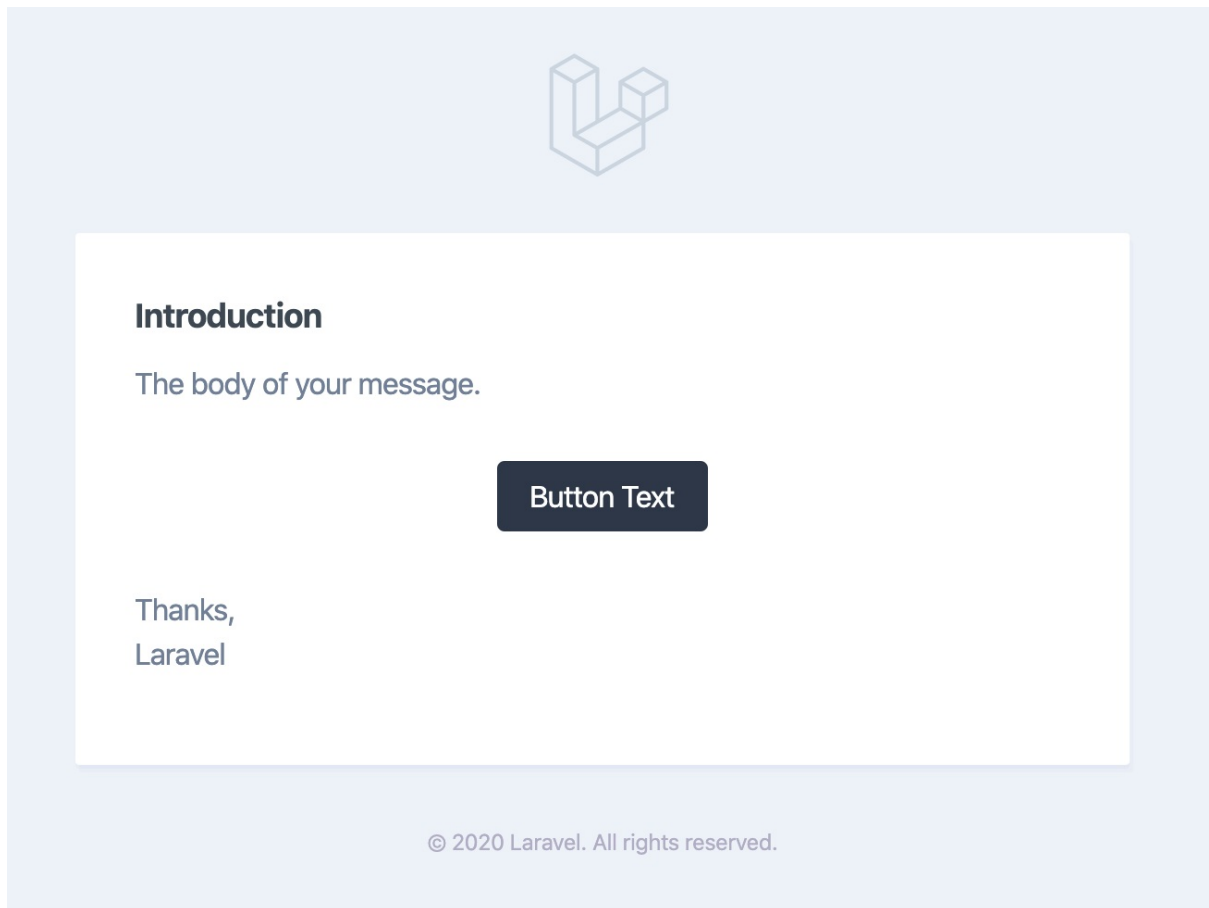 Introduction
The body of your message.
Button Text
Thanks,
Laravel
© 2020 Laravel. All rights reserved.